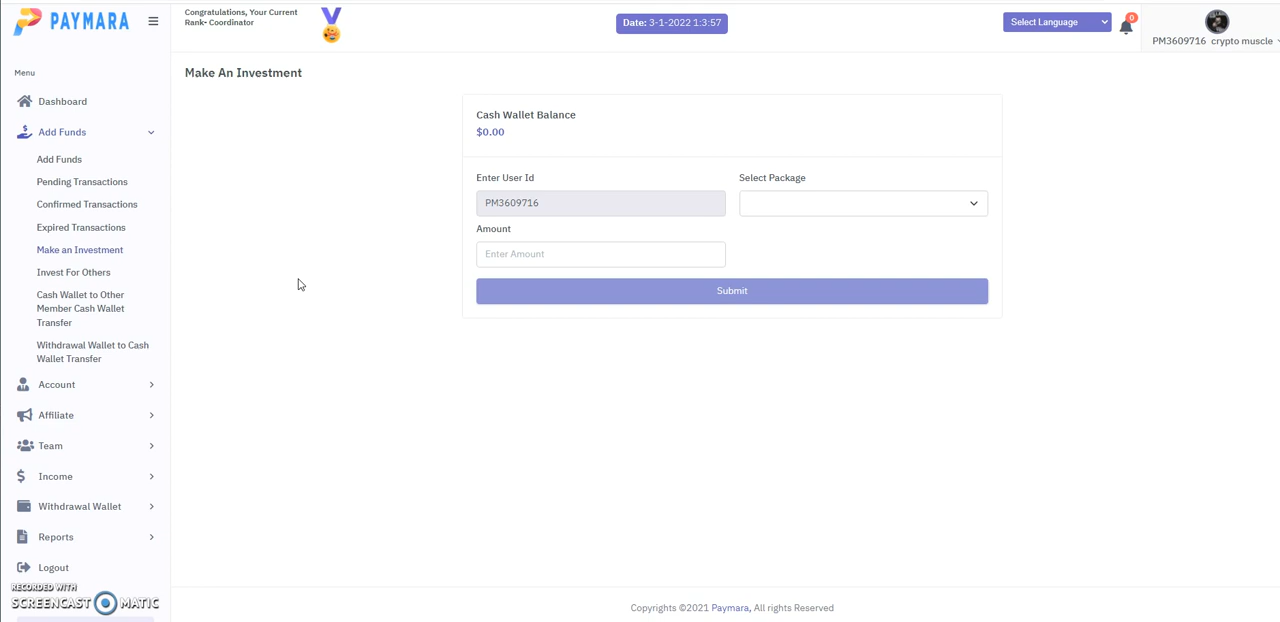 PAYMARA
Congratulations, Your Current
Rank- Coordinator
Date: 3-1-2022 1:3:57
Select Language
0
PM3609716 crypto muscle
Menu
Dashboard
Add Funds
Add Funds
Pending Transactions
Confirmed Transactions
Expired Transactions
Make an Investment
Invest For Others
Cash Wallet to Other
Member Cash Wallet
Transfer
Withdrawal Wallet to Cash
Wallet Transfer
Account
Affiliate
Team
Income
Withdrawal Wallet
Reports
Logout
RECORDED WITH
SCREENCAST MATIC
Make An Investment
Cash Wallet Balance
$0.00
Enter User Id
Select Package
PM3609716
Amount
Enter Amount
Submit
Copyrights ©2021 Paymara, All rights Reserved